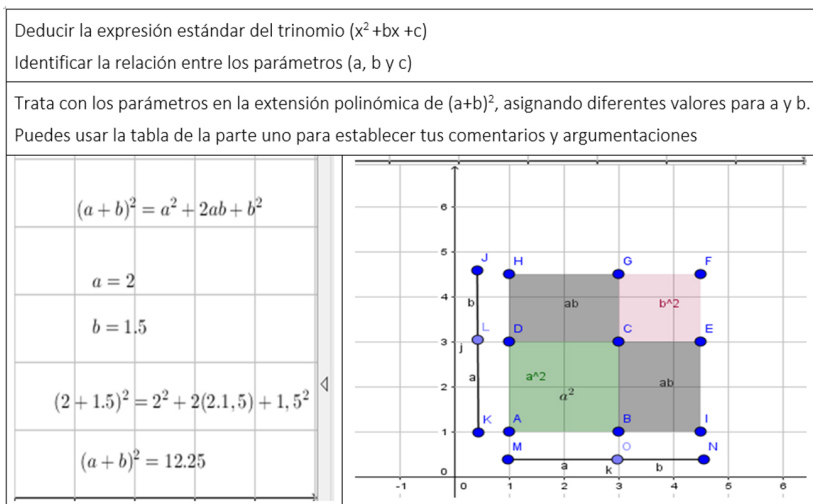 Deducir la expresión estándar del trinomio (x²+bx +c)
Identificar la relación entre los parámetros (a, b y c)
Trata con los parámetros en la extensión polinómica de (a+b)², asignando diferentes valores para a y b.
Puedes usar la tabla de la parte uno para establecer tus comentarios y argumentaciones
(a + b)² = a² + 2ab + b²
a = 2
b = 1.5
(2 + 1.5)² = 2² + 2(2.1,5) + 1,5²
(a + b)² = 12.25
6
5
J H G F
4 b ab b^2
L D C E
3 j
a a^2 ab
2 a²
K A B I
1
M O N
a k b
0
-1 0 1 2 3 4 5 6